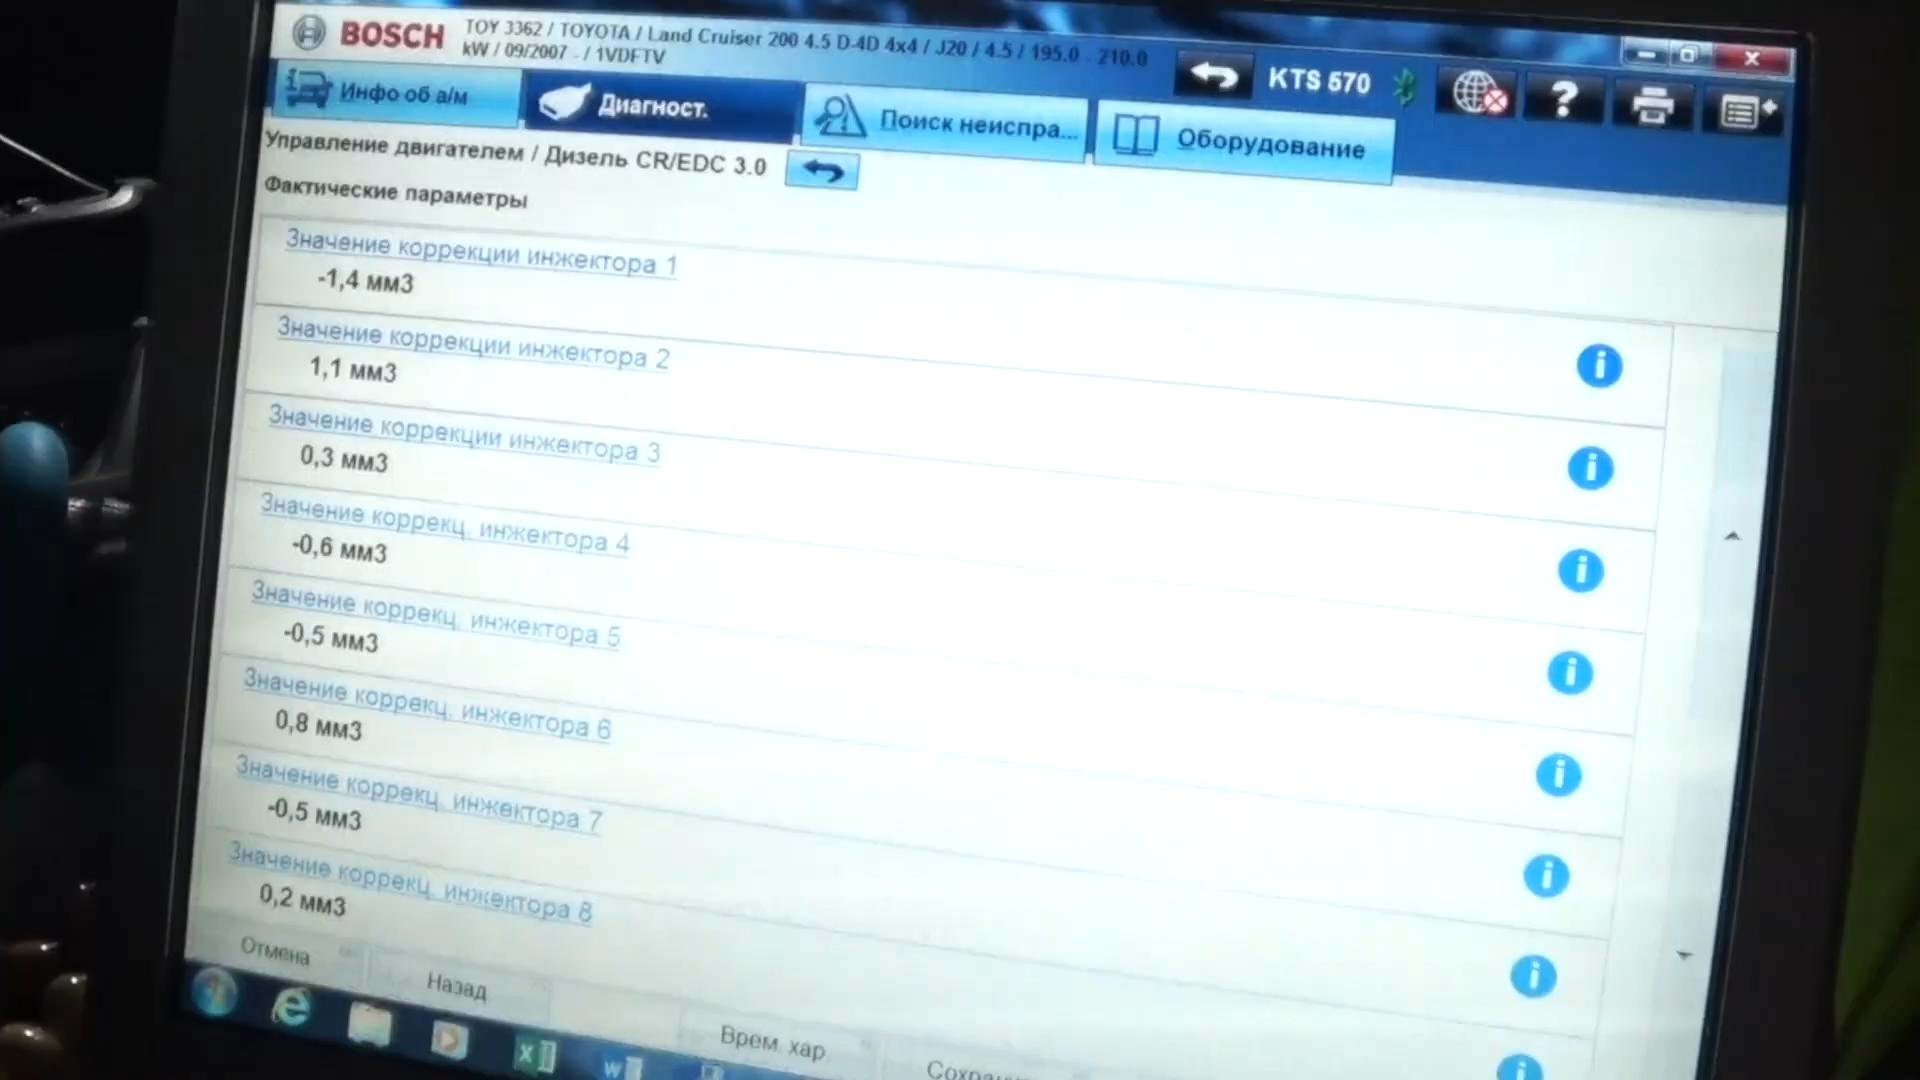 BOSCH
TOY 3362 / TOYOTA / Land Cruiser 200 4.5 D-4D 4x4 / J20 / 4.5 / 195.0 - 210.0
kW / 09/2007 - / 1VDFTV
KTS 570
Инфо об а/м
Диагност.
Поиск неиспра...
Оборудование
Управление двигателем / Дизель CR/EDC 3.0
Фактические параметры
Значение коррекции инжектора 1
-1,4 мм3
Значение коррекции инжектора 2
1,1 мм3
Значение коррекции инжектора 3
0,3 мм3
Значение коррекц. инжектора 4
-0,6 мм3
Значение коррекц. инжектора 5
-0,5 мм3
Значение коррекц. инжектора 6
0,8 мм3
Значение коррекц. инжектора 7
-0,5 мм3
Значение коррекц. инжектора 8
0,2 мм3
Отмена
Назад
Врем. хар.